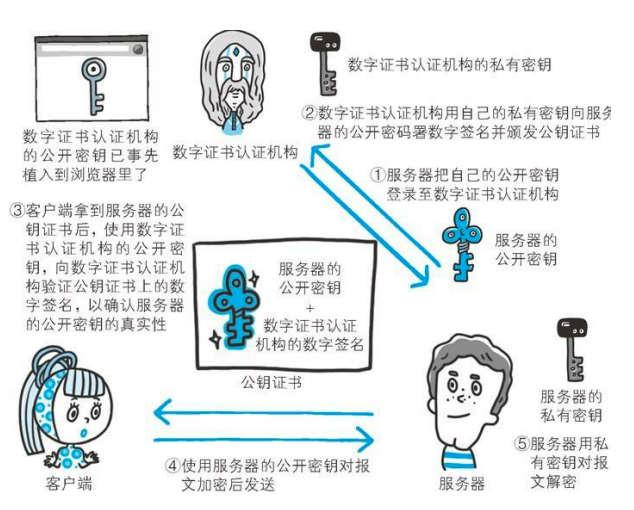 数字证书认证机构的私有密钥
②数字证书认证机构用自己的私有密钥向服务
器的公开密码署数字签名并颁发公钥证书
数字证书认证机构
的公开密钥已事先
植入到浏览器里了
数字证书认证机构
①服务器把自己的公开密钥
登录至数字证书认证机构
③客户端拿到服务器的公
钥证书后，使用数字证
书认证机构的公开密
钥，向数字证书认证机
构验证公钥证书上的数
字签名，以确认服务器
的公开密钥的真实性
服务器的
公开密钥
服务器的
公开密钥
+
数字证书认证
机构的数字签名
公钥证书
服务器的
私有密钥
④使用服务器的公开密钥对报
文加密后发送
⑤服务器用私
有密钥对报
文解密
客户端
服务器